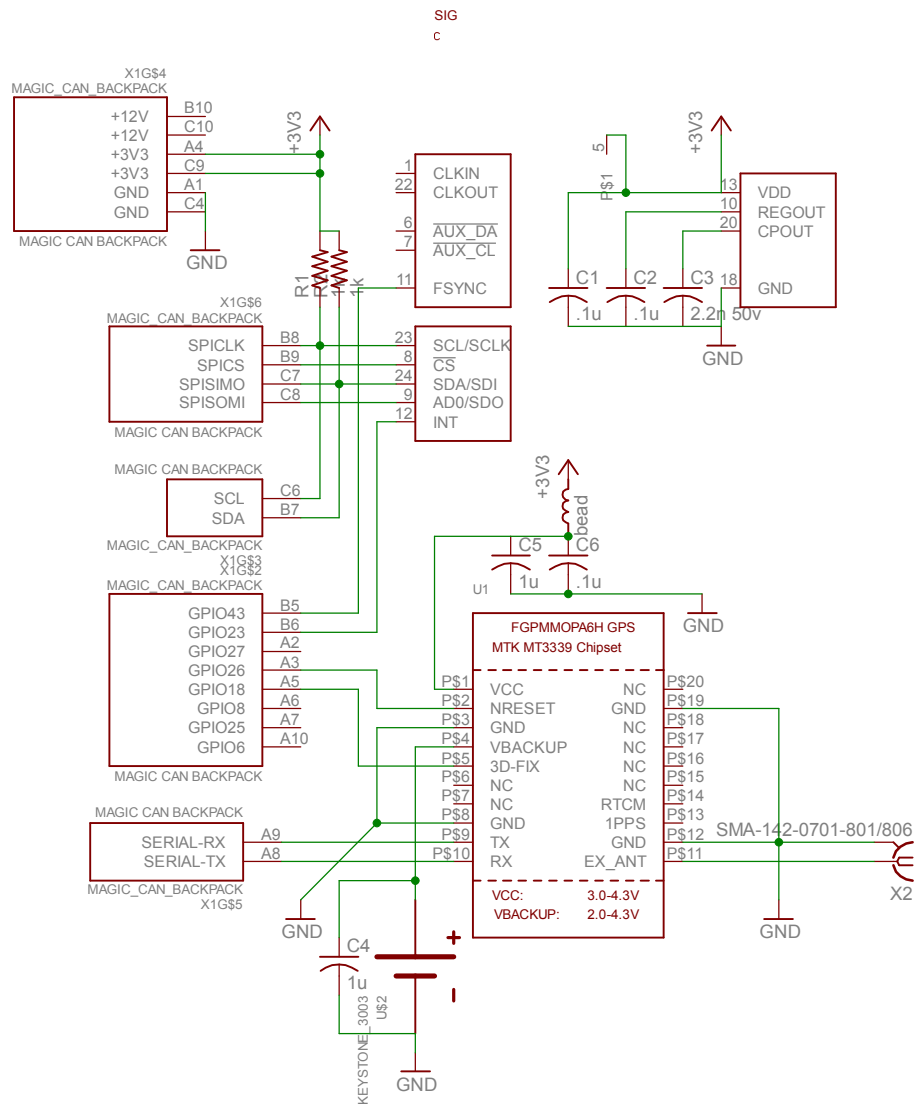 SIG
C
X1G$4
MAGIC_CAN_BACKPACK
+12V B10
+12V C10
+3V3 A4
+3V3 C9
GND A1
GND C4
MAGIC CAN BACKPACK
GND
+3V3
R1
1k
1 CLKIN
22 CLKOUT
6 AUX_DA
7 AUX_CL
11 FSYNC
5
P$1
+3V3
13 VDD
10 REGOUT
20 CPOUT
18 GND
C1
.1u
C2
.1u
C3
2.2n 50v
GND
X1G$6
MAGIC_CAN_BACKPACK
SPICLK B8
SPICS B9
SPISIMO C7
SPISOMI C8
MAGIC CAN BACKPACK
23 SCL/SCLK
8 CS
24 SDA/SDI
9 AD0/SDO
12 INT
MAGIC CAN BACKPACK
SCL C6
SDA B7
MAGIC_CAN_BACKPACK
X1G$3
X1G$2
MAGIC_CAN_BACKPACK
GPIO43 B5
GPIO23 B6
GPIO27 A2
GPIO26 A3
GPIO18 A5
GPIO8 A6
GPIO25 A7
GPIO6 A10
MAGIC CAN BACKPACK
+3V3
bead
C5
1u
C6
.1u
GND
U1
FGPMMOPA6H GPS
MTK MT3339 Chipset
P$1 VCC
P$2 NRESET
P$3 GND
P$4 VBACKUP
P$5 3D-FIX
P$6 NC
P$7 NC
P$8 GND
P$9 TX
P$10 RX
NC P$20
GND P$19
NC P$18
NC P$17
NC P$16
NC P$15
RTCM P$14
1PPS P$13
GND P$12
EX_ANT P$11
VCC: 3.0-4.3V
VBACKUP: 2.0-4.3V
SMA-142-0701-801/806
X2
GND
MAGIC CAN BACKPACK
SERIAL-RX A9
SERIAL-TX A8
MAGIC_CAN_BACKPACK
X1G$5
GND
C4
1u
+
-
KEYSTONE_3003
U$2
GND